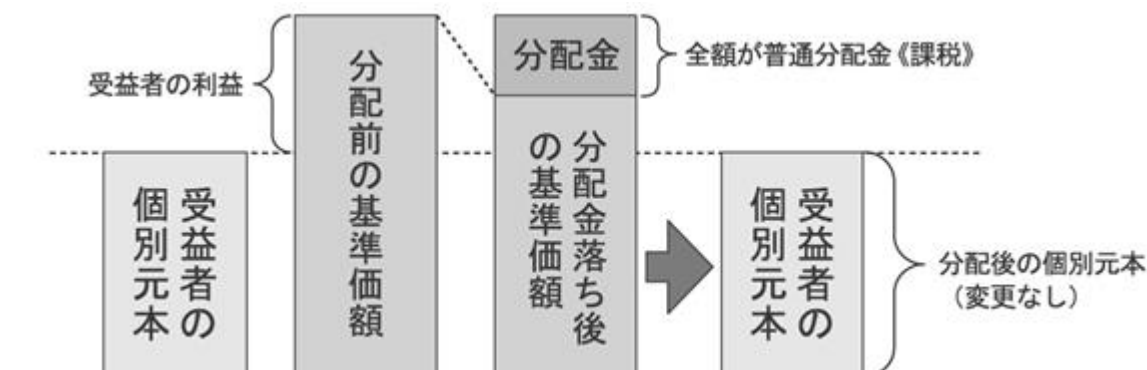 受益者の利益
受益者の
個別元本
分配前の基準価額
分配金
全額が普通分配金《課税》
分配金落ち後
の基準価額
受益者の
個別元本
分配後の個別元本
（変更なし）